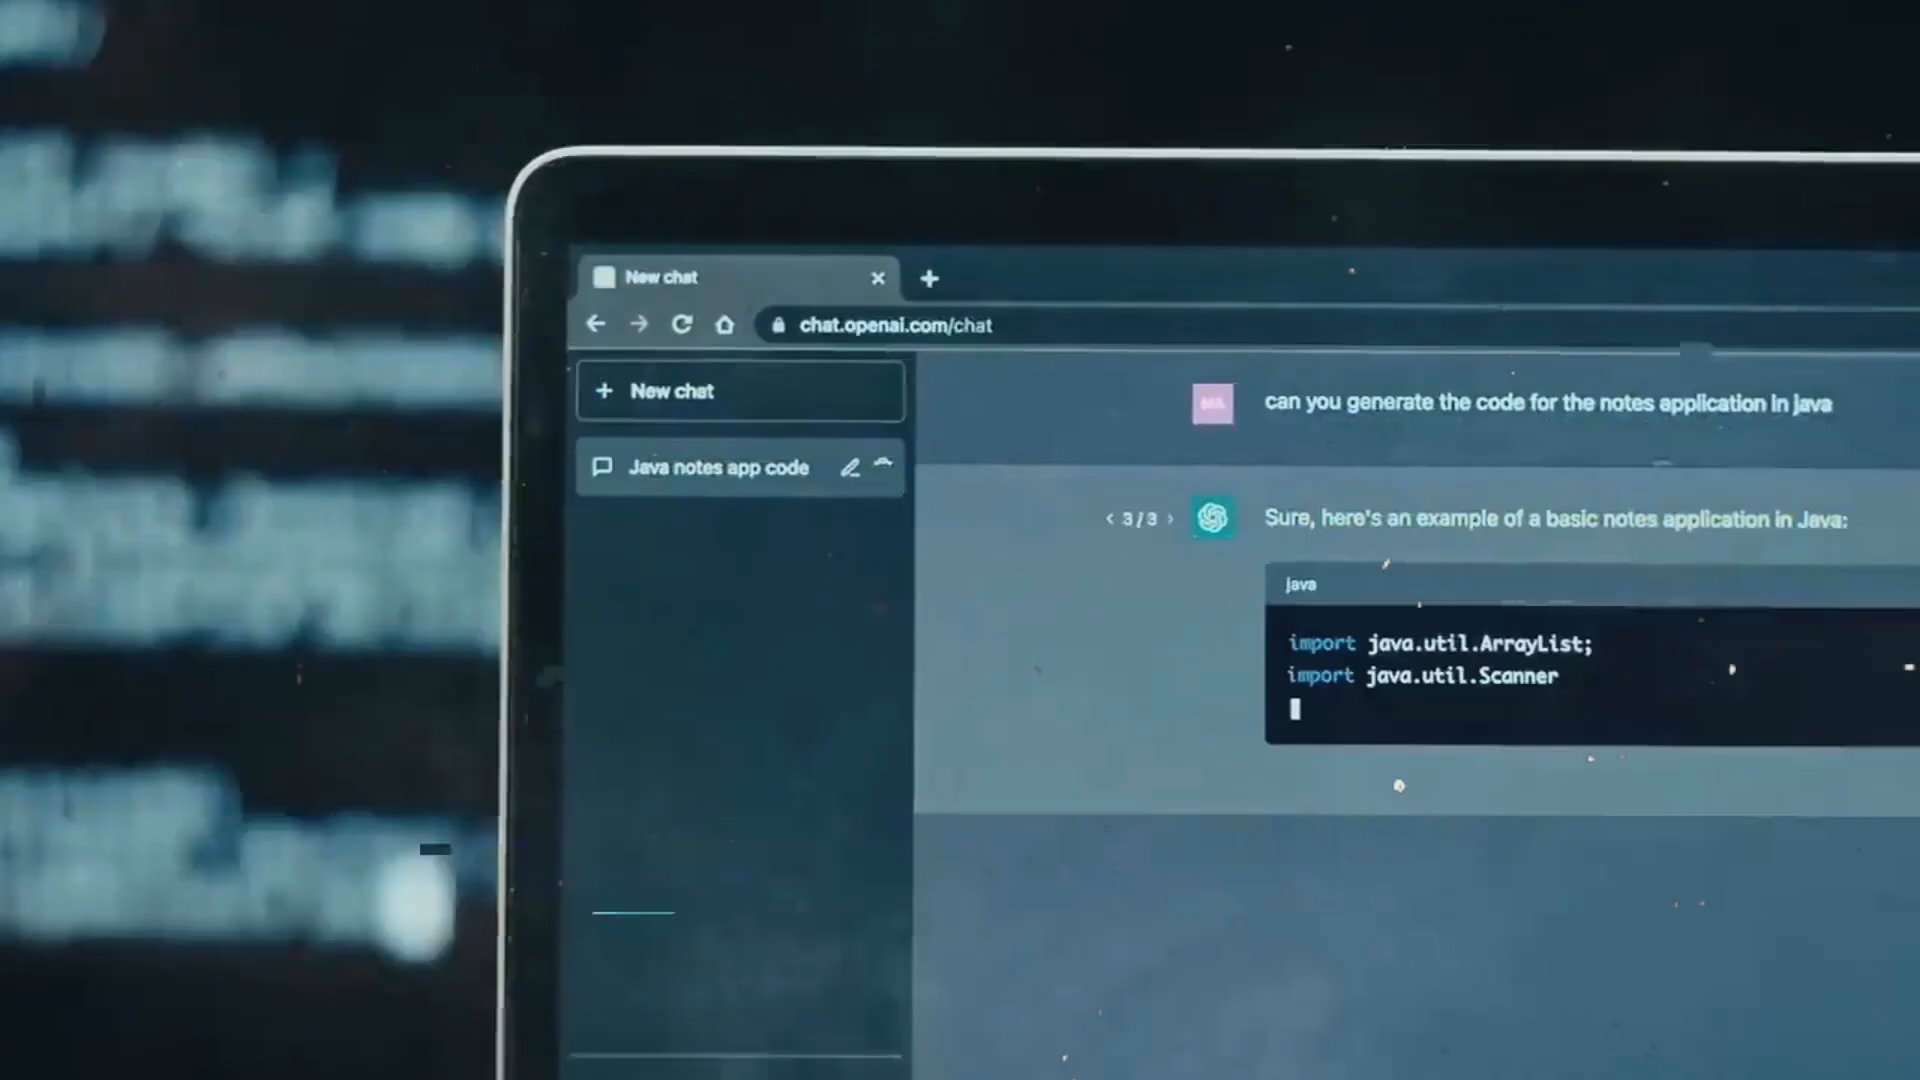 New chat
chat.openai.com/chat
New chat
can you generate the code for the notes application in java
Java notes app code
< 3 / 3 >
Sure, here's an example of a basic notes application in Java:
java
import java.util.ArrayList;
import java.util.Scanner